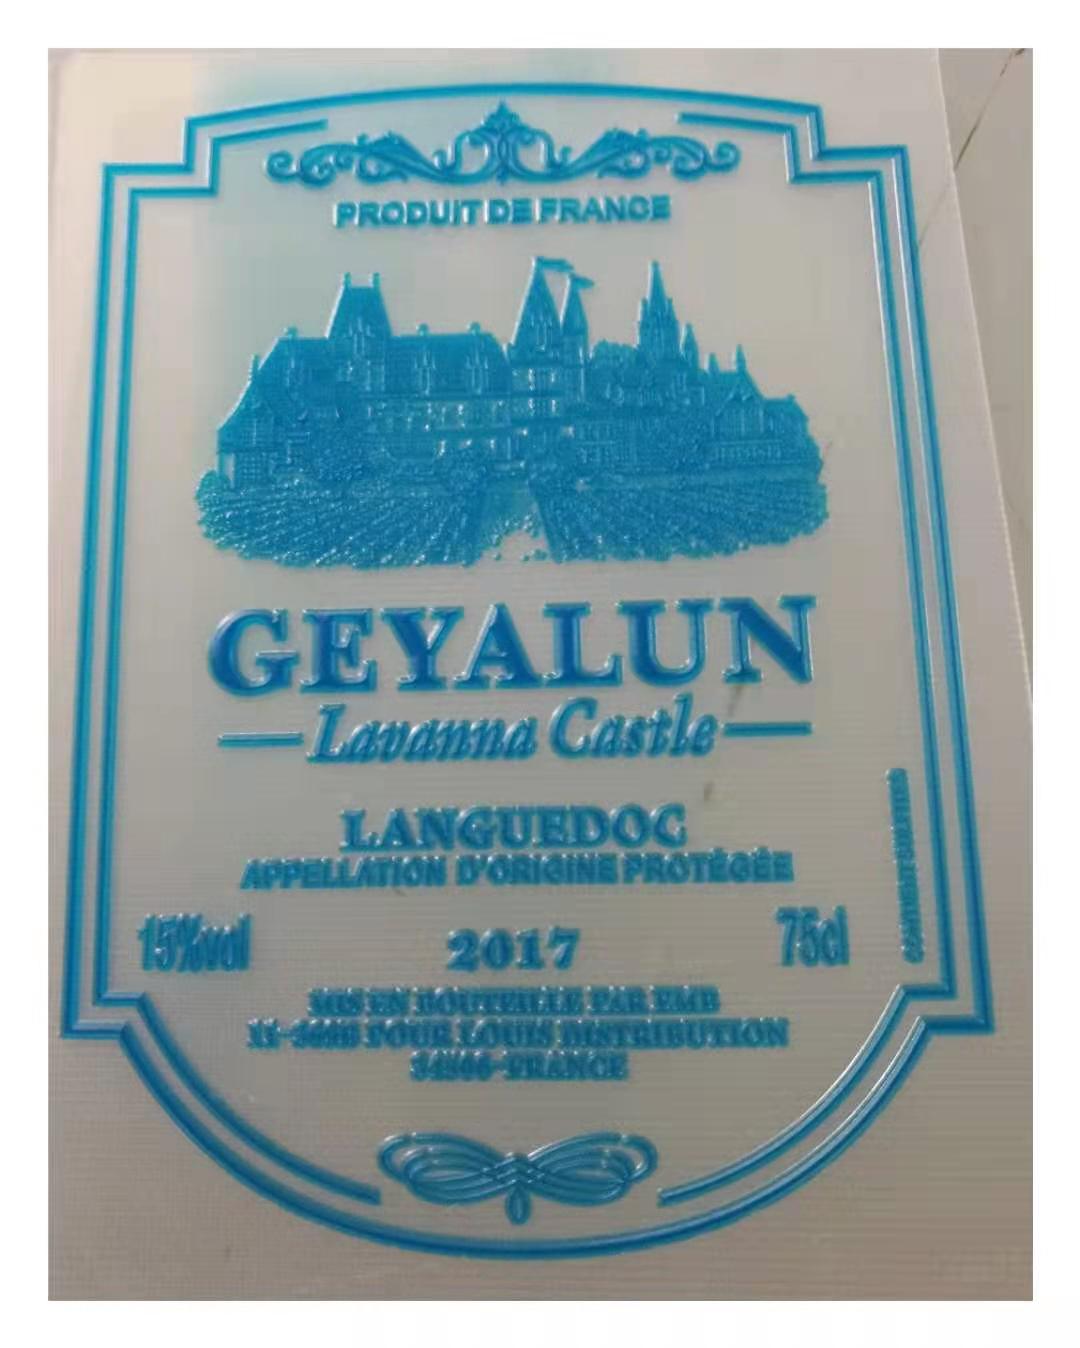 PRODUIT DE FRANCE
GEYALUN
Lavanna Castle
LANGUEDOC
APPELLATION D'ORIGINE PROTÉGÉE
15%vol
2017
75cl
MIS EN BOUTEILLE PAR EMB
POUR LOUIS DISTRIBUTION
FRANCE